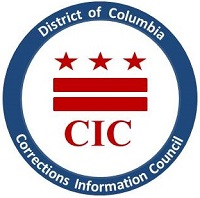 District of Columbia
CIC
Corrections Information Council